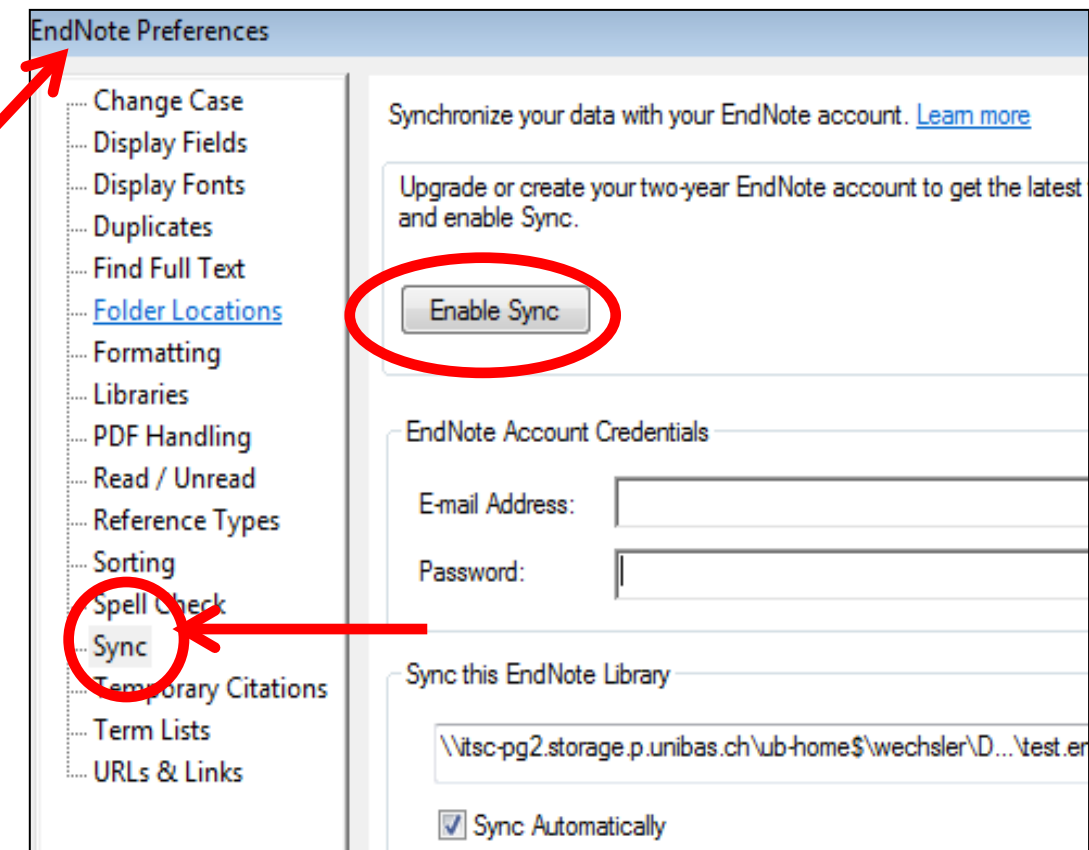 EndNote Preferences
Change Case
Display Fields
Display Fonts
Duplicates
Find Full Text
Folder Locations
Formatting
Libraries
PDF Handling
Read / Unread
Reference Types
Sorting
Spell Check
Sync
Temporary Citations
Term Lists
URLs & Links
Synchronize your data with your EndNote account. Learn more
Upgrade or create your two-year EndNote account to get the latest
and enable Sync.
Enable Sync
EndNote Account Credentials
E-mail Address:
Password:
Sync this EndNote Library
\\itsc-pg2.storage.p.unibas.ch\ub-home$\wechsler\D...\test.en
Sync Automatically